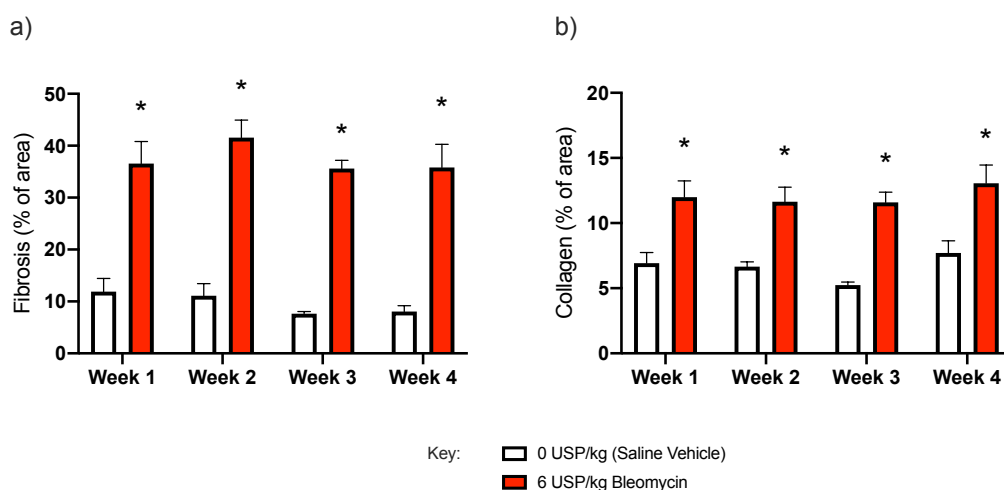 a)
b)
Fibrosis (% of area)
50
40
30
20
10
0
* * * *
Week 1 Week 2 Week 3 Week 4
Collagen (% of area)
20
15
10
5
0
* * * *
Week 1 Week 2 Week 3 Week 4
Key:
0 USP/kg (Saline Vehicle)
6 USP/kg Bleomycin